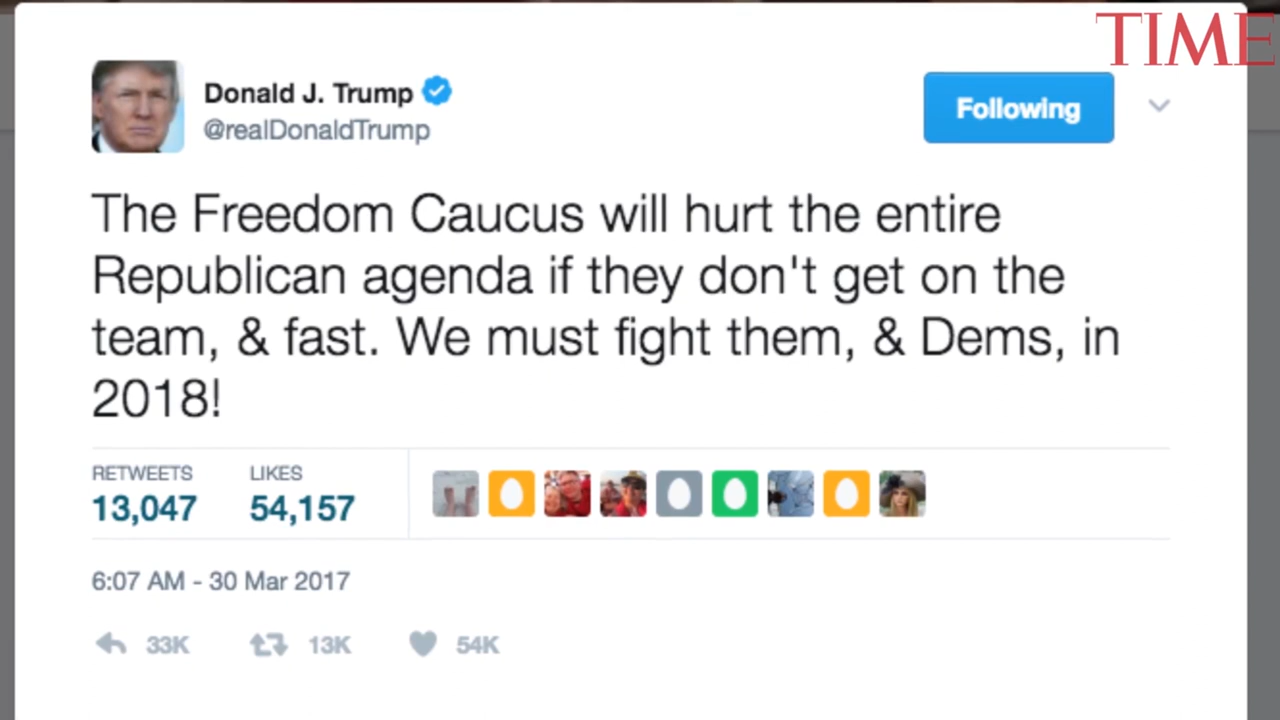 TIME
Donald J. Trump
@realDonaldTrump
Following
The Freedom Caucus will hurt the entire
Republican agenda if they don't get on the
team, & fast. We must fight them, & Dems, in
2018!
RETWEETS LIKES
13,047 54,157
6:07 AM - 30 Mar 2017
33K 13K 54K